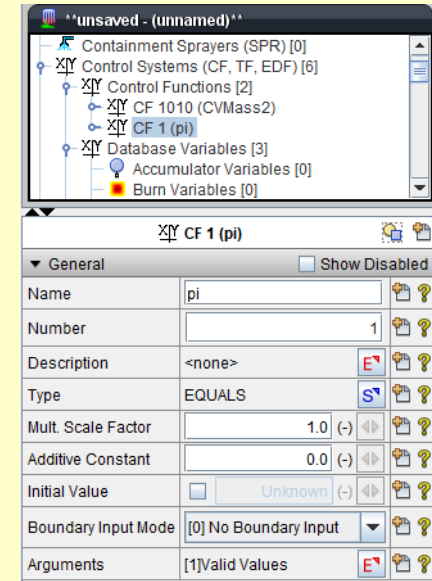 **unsaved - (unnamed)**
Containment Sprayers (SPR) [0]
Control Systems (CF, TF, EDF) [6]
Control Functions [2]
CF 1010 (CVMass2)
CF 1 (pi)
Database Variables [3]
Accumulator Variables [0]
Burn Variables [0]
CF 1 (pi)
General Show Disabled
Name pi
Number 1
Description <none> E
Type EQUALS S
Mult. Scale Factor 1.0 (-)
Additive Constant 0.0 (-)
Initial Value Unknown (-)
Boundary Input Mode [0] No Boundary Input
Arguments [1]Valid Values E